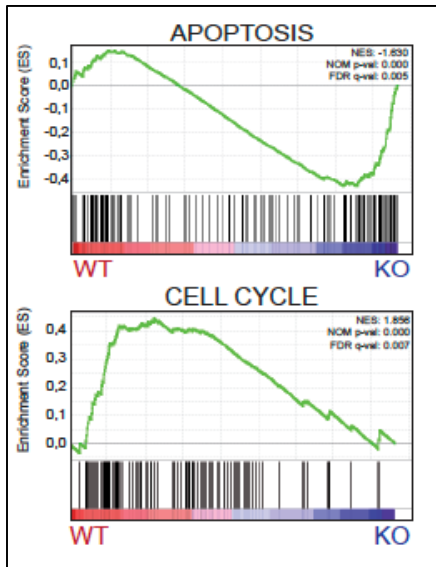 APOPTOSIS
Enrichment Score (ES)
0,1
0,0
-0,1
-0,2
-0,3
-0,4
NES: -1.630
NOM p-val: 0.000
FDR q-val: 0.005
WT KO
CELL CYCLE
Enrichment Score (ES)
0,4
0,3
0,2
0,1
0,0
NES: 1.856
NOM p-val: 0.000
FDR q-val: 0.007
WT KO